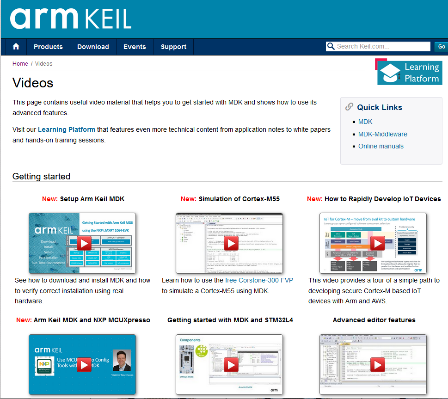 arm KEIL
Products Download Events Support
Search Keil.com... Go
Home / Videos
Learning
Platform
Videos
This page contains useful video material that helps you to get started with MDK and shows how to use its
advanced features.
Visit our Learning Platform that features even more technical content from application notes to white papers
and hands-on training sessions.
Quick Links
MDK
MDK-Middleware
Online manuals
Getting started
New: Setup Arm Keil MDK
New: Simulation of Cortex-M55
New: How to Rapidly Develop IoT Devices
See how to download and install MDK and how
to verify correct installation using real
hardware.
Learn how to use the free Corstone-300 FVP
to simulate a Cortex-M55 using MDK.
This video provides a tour of a simple path to
developing secure Cortex-M based IoT
devices with Arm and AWS.
New: Arm Keil MDK and NXP MCUXpresso
Getting started with MDK and STM32L4
Advanced editor features
arm KEIL
Use MCUXpresso Config
Tools with MDK
Components